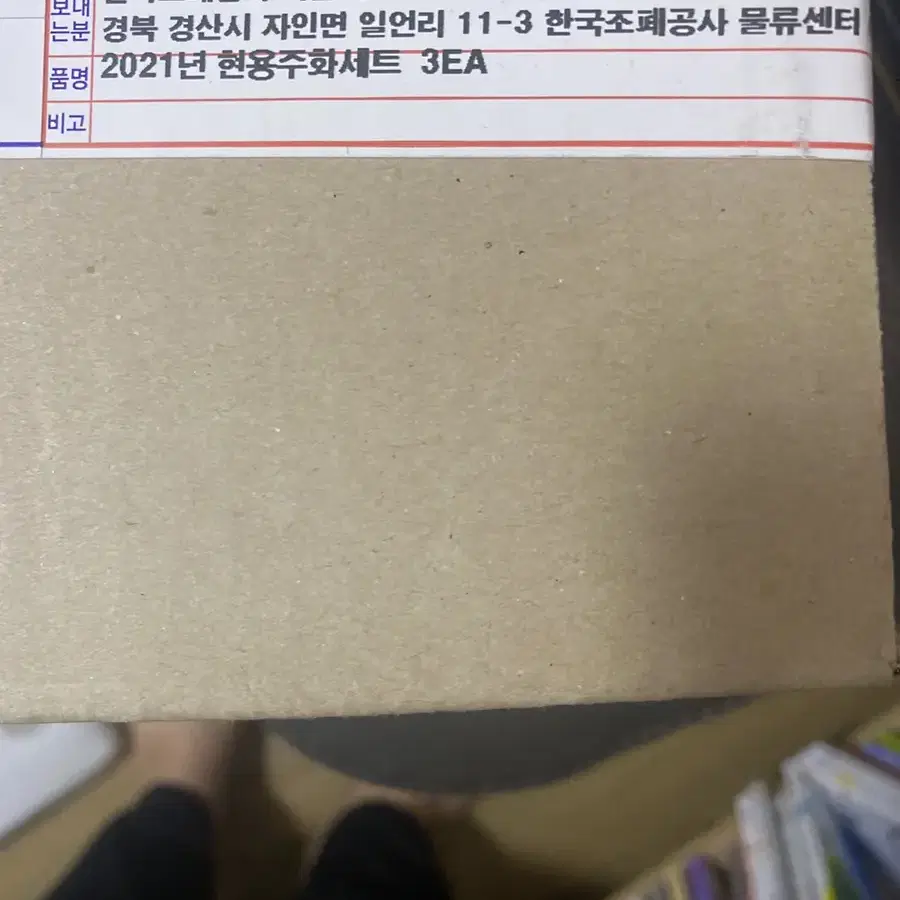 보내는분
경북 경산시 자인면 일언리 11-3 한국조폐공사 물류센터
품명 2021년 현용주화세트 3EA
비고